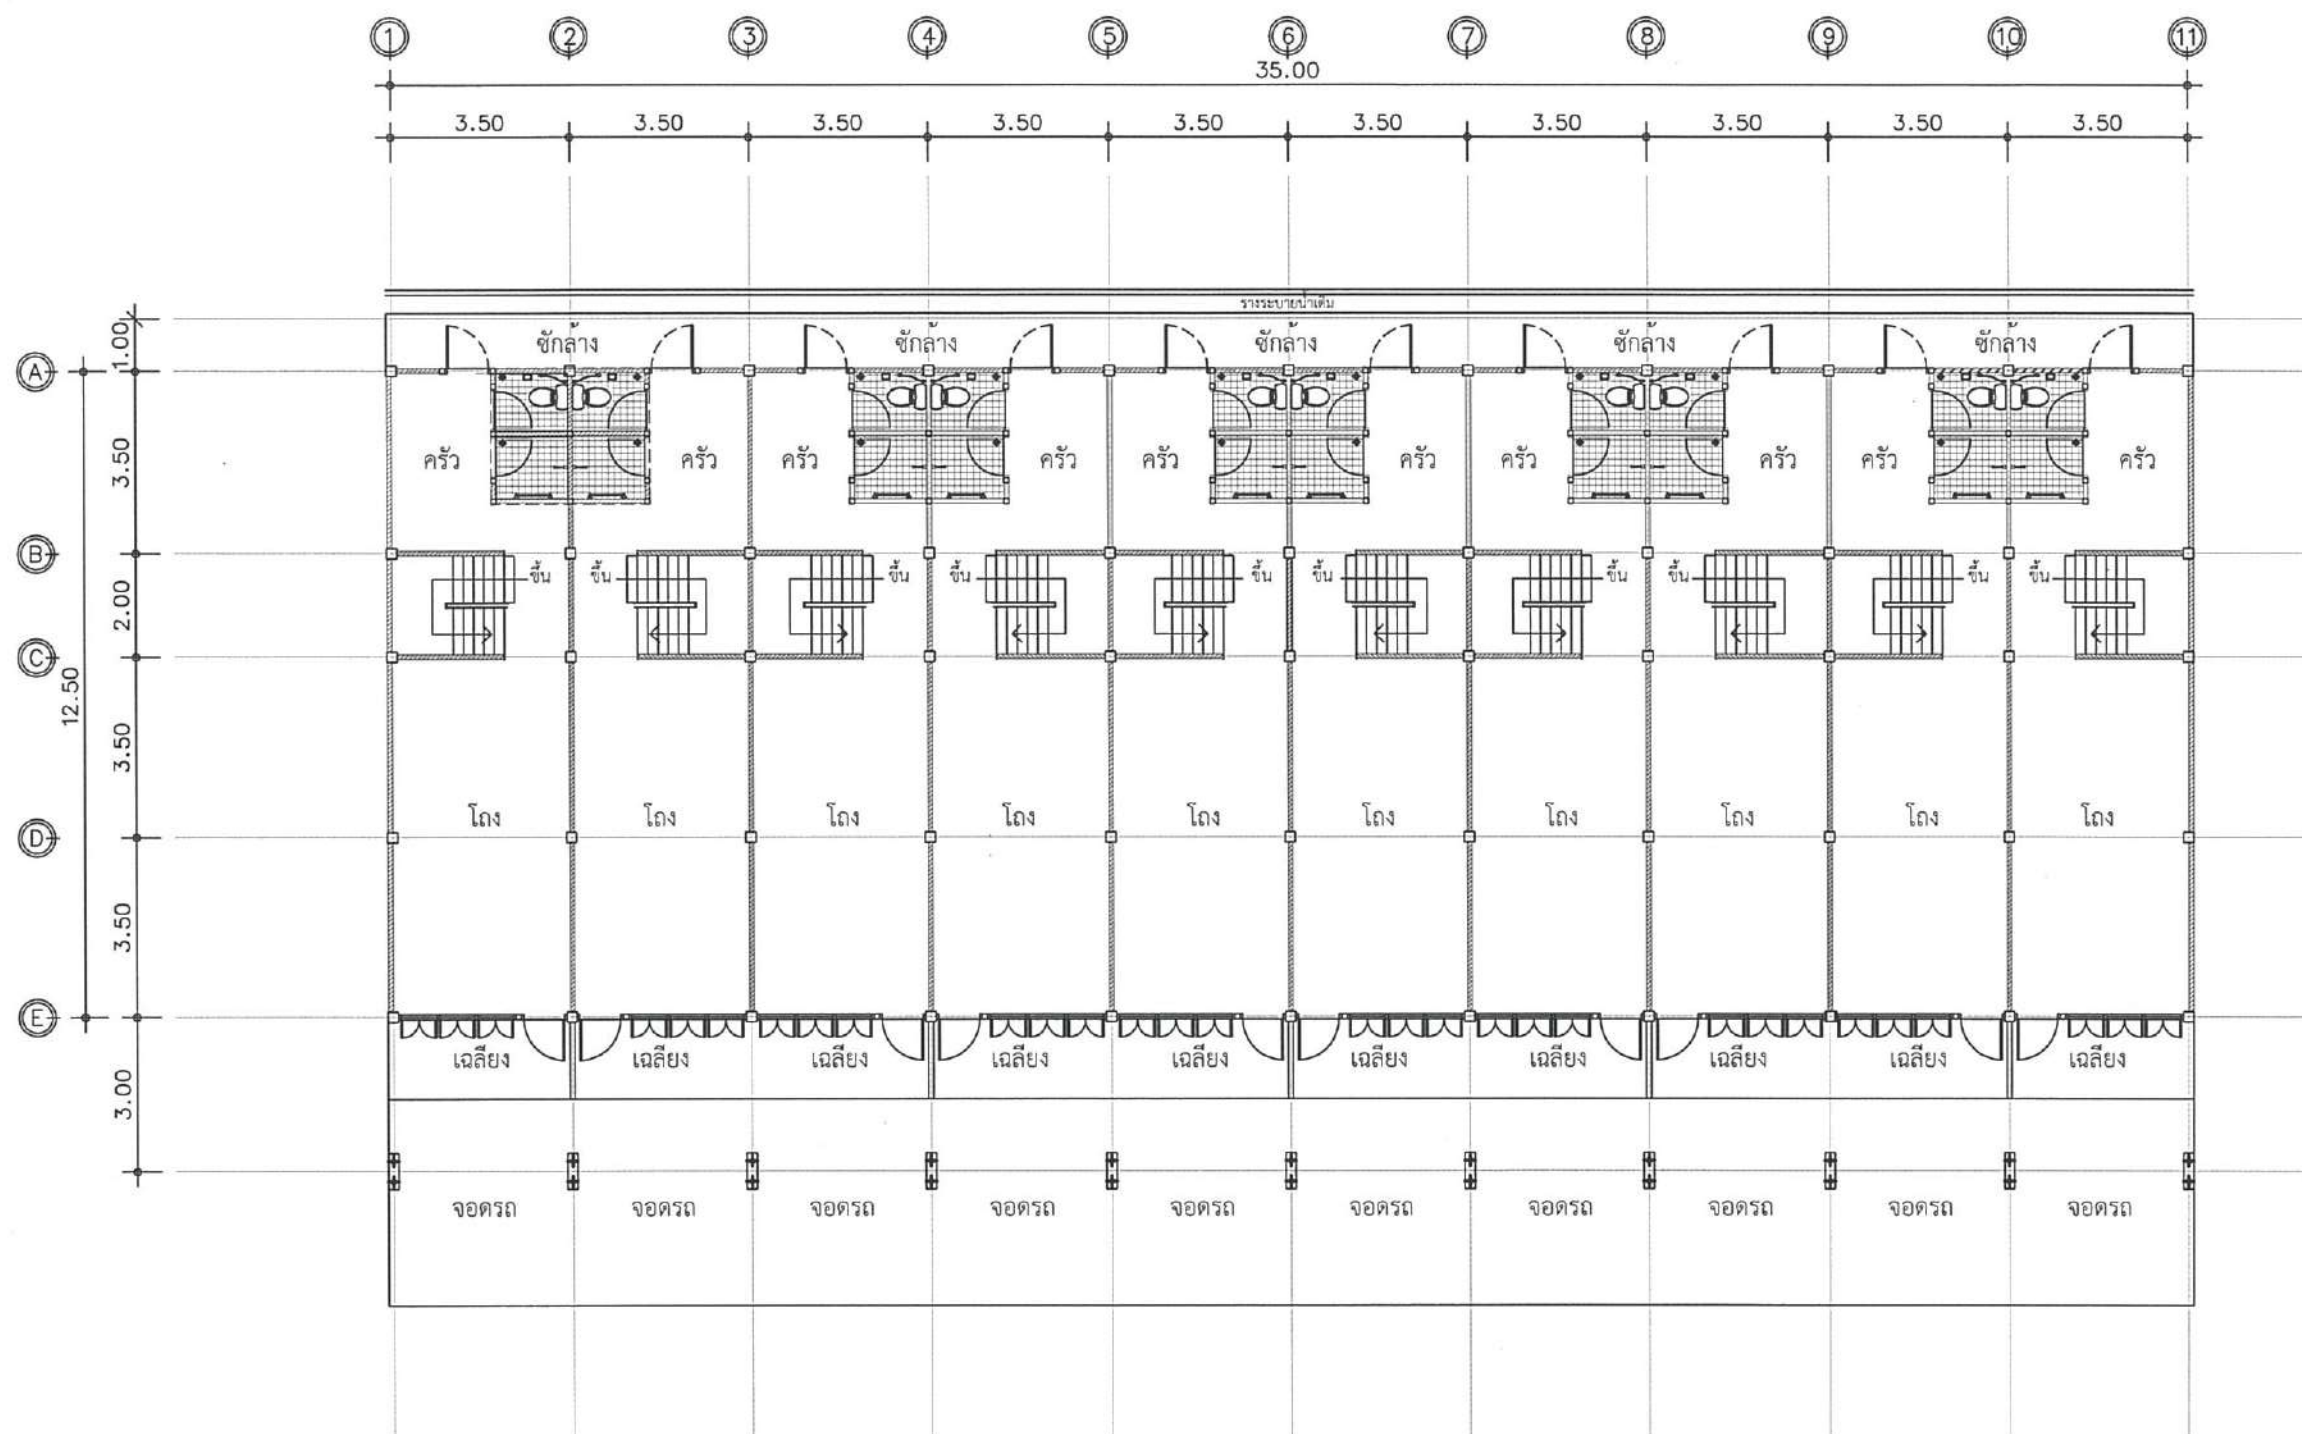 1 2 3 4 5 6 7 8 9 10 11
35.00
3.50 3.50 3.50 3.50 3.50 3.50 3.50 3.50 3.50 3.50
รางระบายน้ำเดิม
1.00
ซักล้าง ซักล้าง ซักล้าง ซักล้าง ซักล้าง
A
3.50
ครัว ครัว ครัว ครัว ครัว ครัว ครัว ครัว ครัว ครัว
B
ขึ้น ขึ้น ขึ้น ขึ้น ขึ้น ขึ้น ขึ้น ขึ้น ขึ้น ขึ้น
2.00
C
12.50
3.50
โถง โถง โถง โถง โถง โถง โถง โถง โถง โถง
D
3.50
E
เฉลียง เฉลียง เฉลียง เฉลียง เฉลียง เฉลียง เฉลียง เฉลียง เฉลียง เฉลียง
3.00
จอดรถ จอดรถ จอดรถ จอดรถ จอดรถ จอดรถ จอดรถ จอดรถ จอดรถ จอดรถ